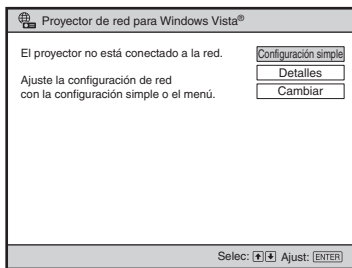 Proyector de red para Windows Vista®
El proyector no está conectado a la red.
Ajuste la configuración de red
con la configuración simple o el menú.
Configuración simple
Detalles
Cambiar
Selec: Ajust: ENTER